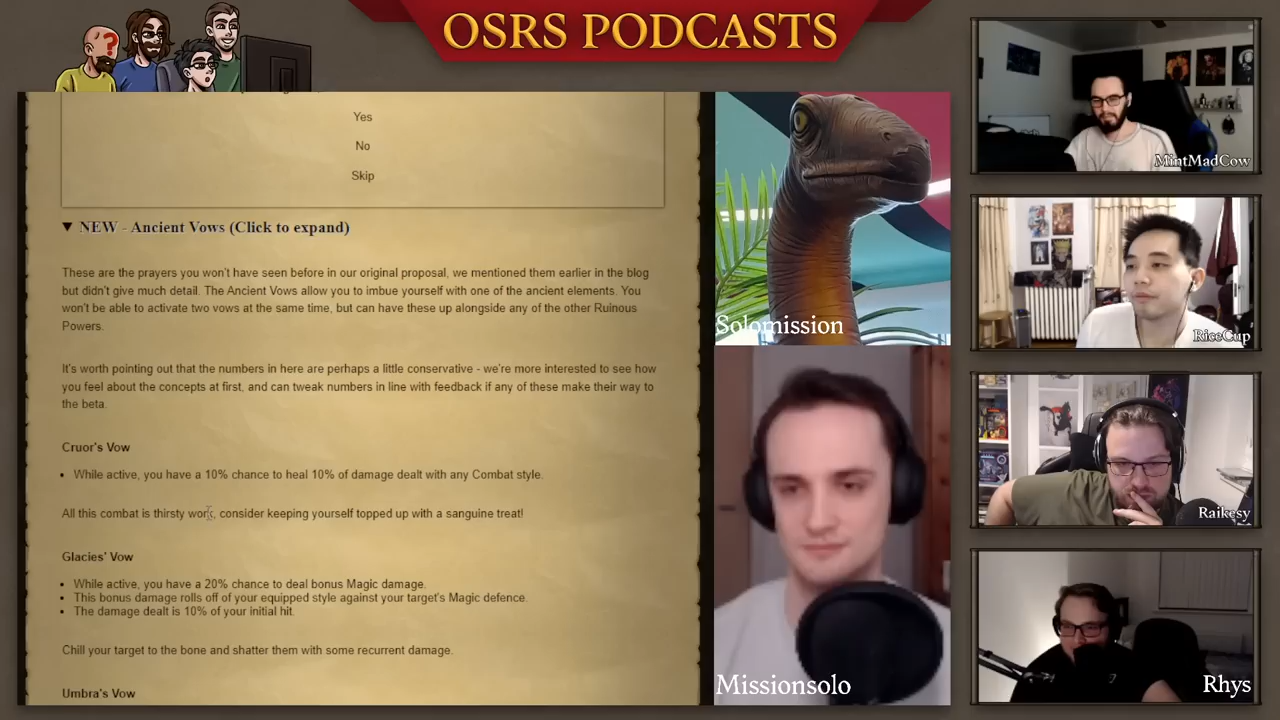 OSRS PODCASTS
Yes
No
Skip
▼ NEW - Ancient Vows (Click to expand)
These are the prayers you won't have seen before in our original proposal, we mentioned them earlier in the blog
but didn't give much detail. The Ancient Vows allow you to imbue yourself with one of the ancient elements. You
won't be able to activate two vows at the same time, but can have these up alongside any of the other Ruinous
Powers.
It's worth pointing out that the numbers in here are perhaps a little conservative - we're more interested to see how
you feel about the concepts at first, and can tweak numbers in line with feedback if any of these make their way to
the beta.
Cruor's Vow
• While active, you have a 10% chance to heal 10% of damage dealt with any Combat style.
All this combat is thirsty work, consider keeping yourself topped up with a sanguine treat!
Glacies' Vow
• While active, you have a 20% chance to deal bonus Magic damage.
• This bonus damage rolls off of your equipped style against your target's Magic defence.
• The damage dealt is 10% of your initial hit.
Chill your target to the bone and shatter them with some recurrent damage.
Umbra's Vow
Solomission
Missionsolo
MintMadCow
RiceCup
Raikesy
Rhys